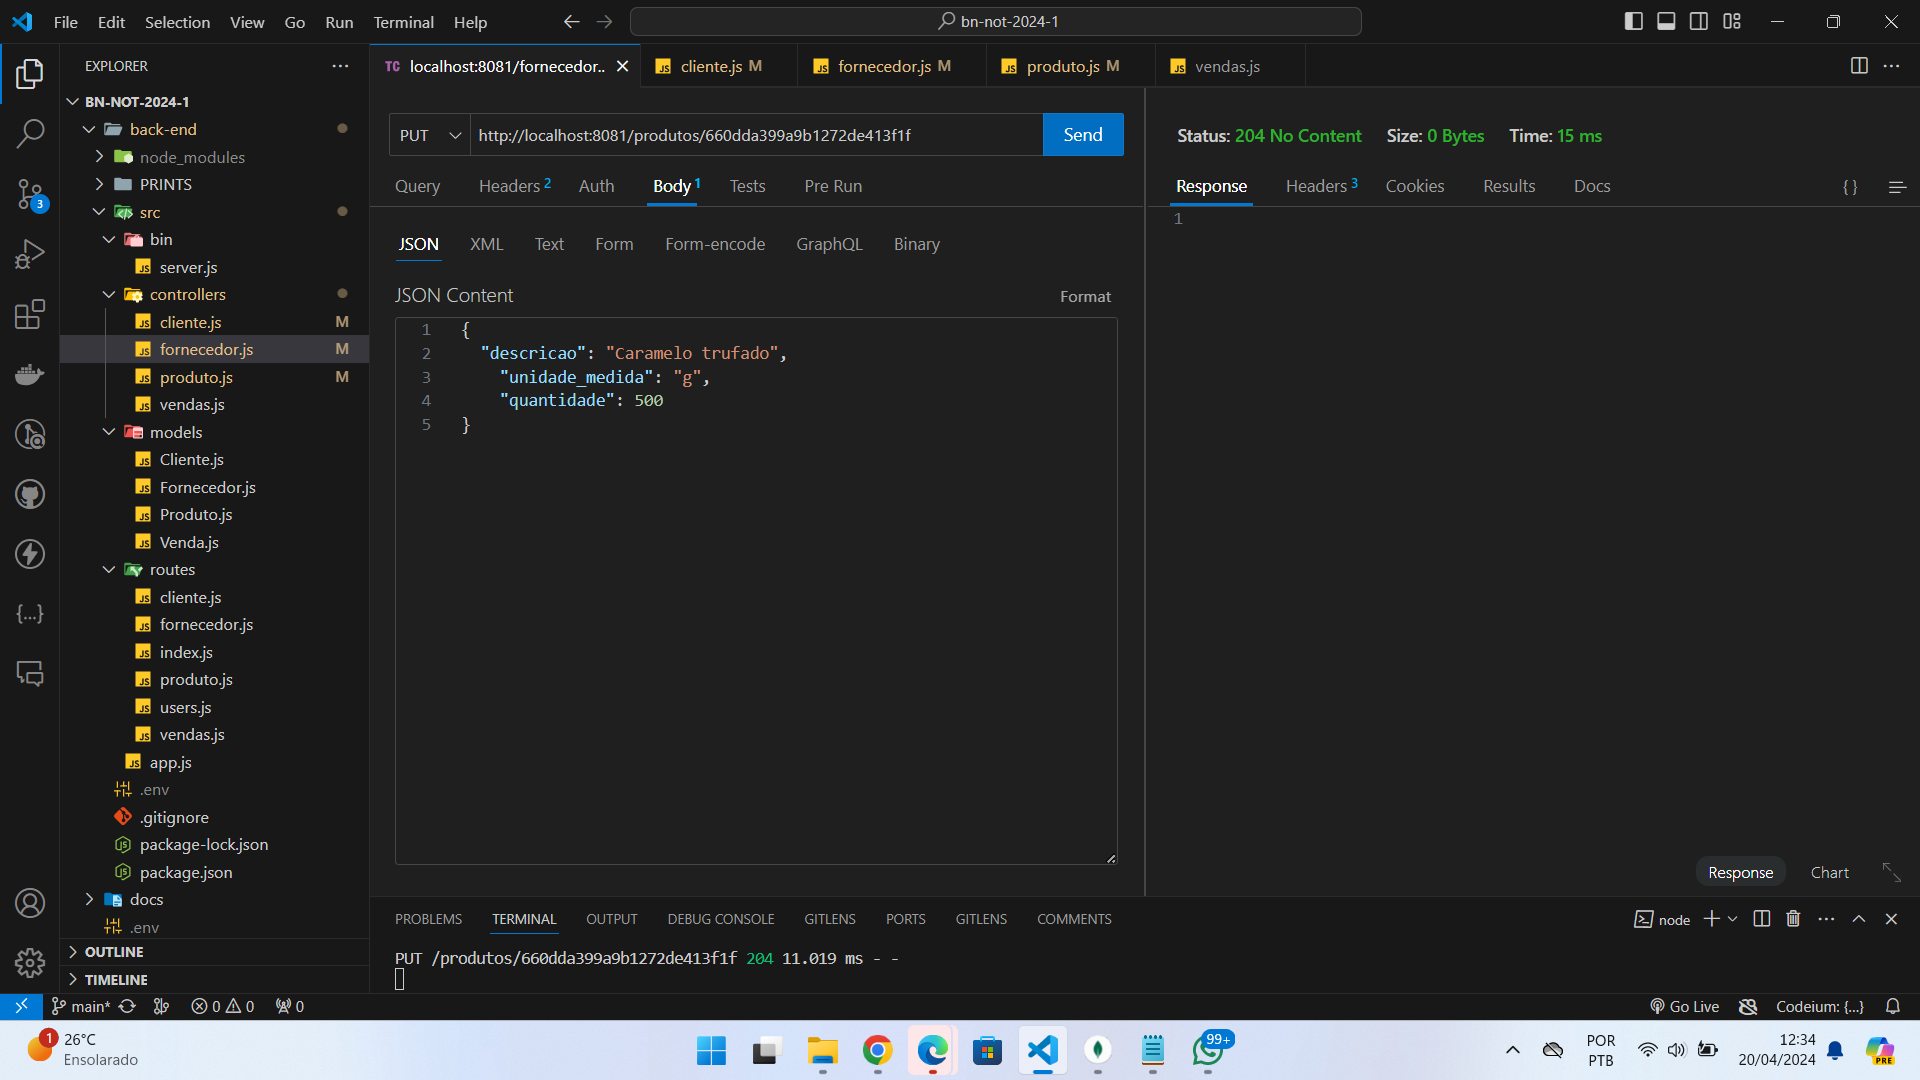 File Edit Selection View Go Run Terminal Help
bn-not-2024-1
EXPLORER
BN-NOT-2024-1
back-end
node_modules
PRINTS
src
bin
server.js
controllers
cliente.js M
fornecedor.js M
produto.js M
vendas.js
models
Cliente.js
Fornecedor.js
Produto.js
Venda.js
routes
cliente.js
fornecedor.js
index.js
produto.js
users.js
vendas.js
app.js
.env
.gitignore
package-lock.json
package.json
docs
.env
OUTLINE
TIMELINE
TC localhost:8081/fornecedor.. cliente.js M fornecedor.js M produto.js M vendas.js
PUT http://localhost:8081/produtos/660dda399a9b1272de413f1f Send
Query Headers 2 Auth Body 1 Tests Pre Run
JSON XML Text Form Form-encode GraphQL Binary
JSON Content Format
1 {
2 "descricao": "Caramelo trufado",
3 "unidade_medida": "g",
4 "quantidade": 500
5 }
Status: 204 No Content Size: 0 Bytes Time: 15 ms
Response Headers 3 Cookies Results Docs { }
1
Response Chart
PROBLEMS TERMINAL OUTPUT DEBUG CONSOLE GITLENS PORTS GITLENS COMMENTS
node
PUT /produtos/660dda399a9b1272de413f1f 204 11.019 ms - -
3
main* 0 0 0
Go Live Codeium: {...}
1
26°C
Ensolarado
99+
POR
PTB
12:34
20/04/2024
PRE